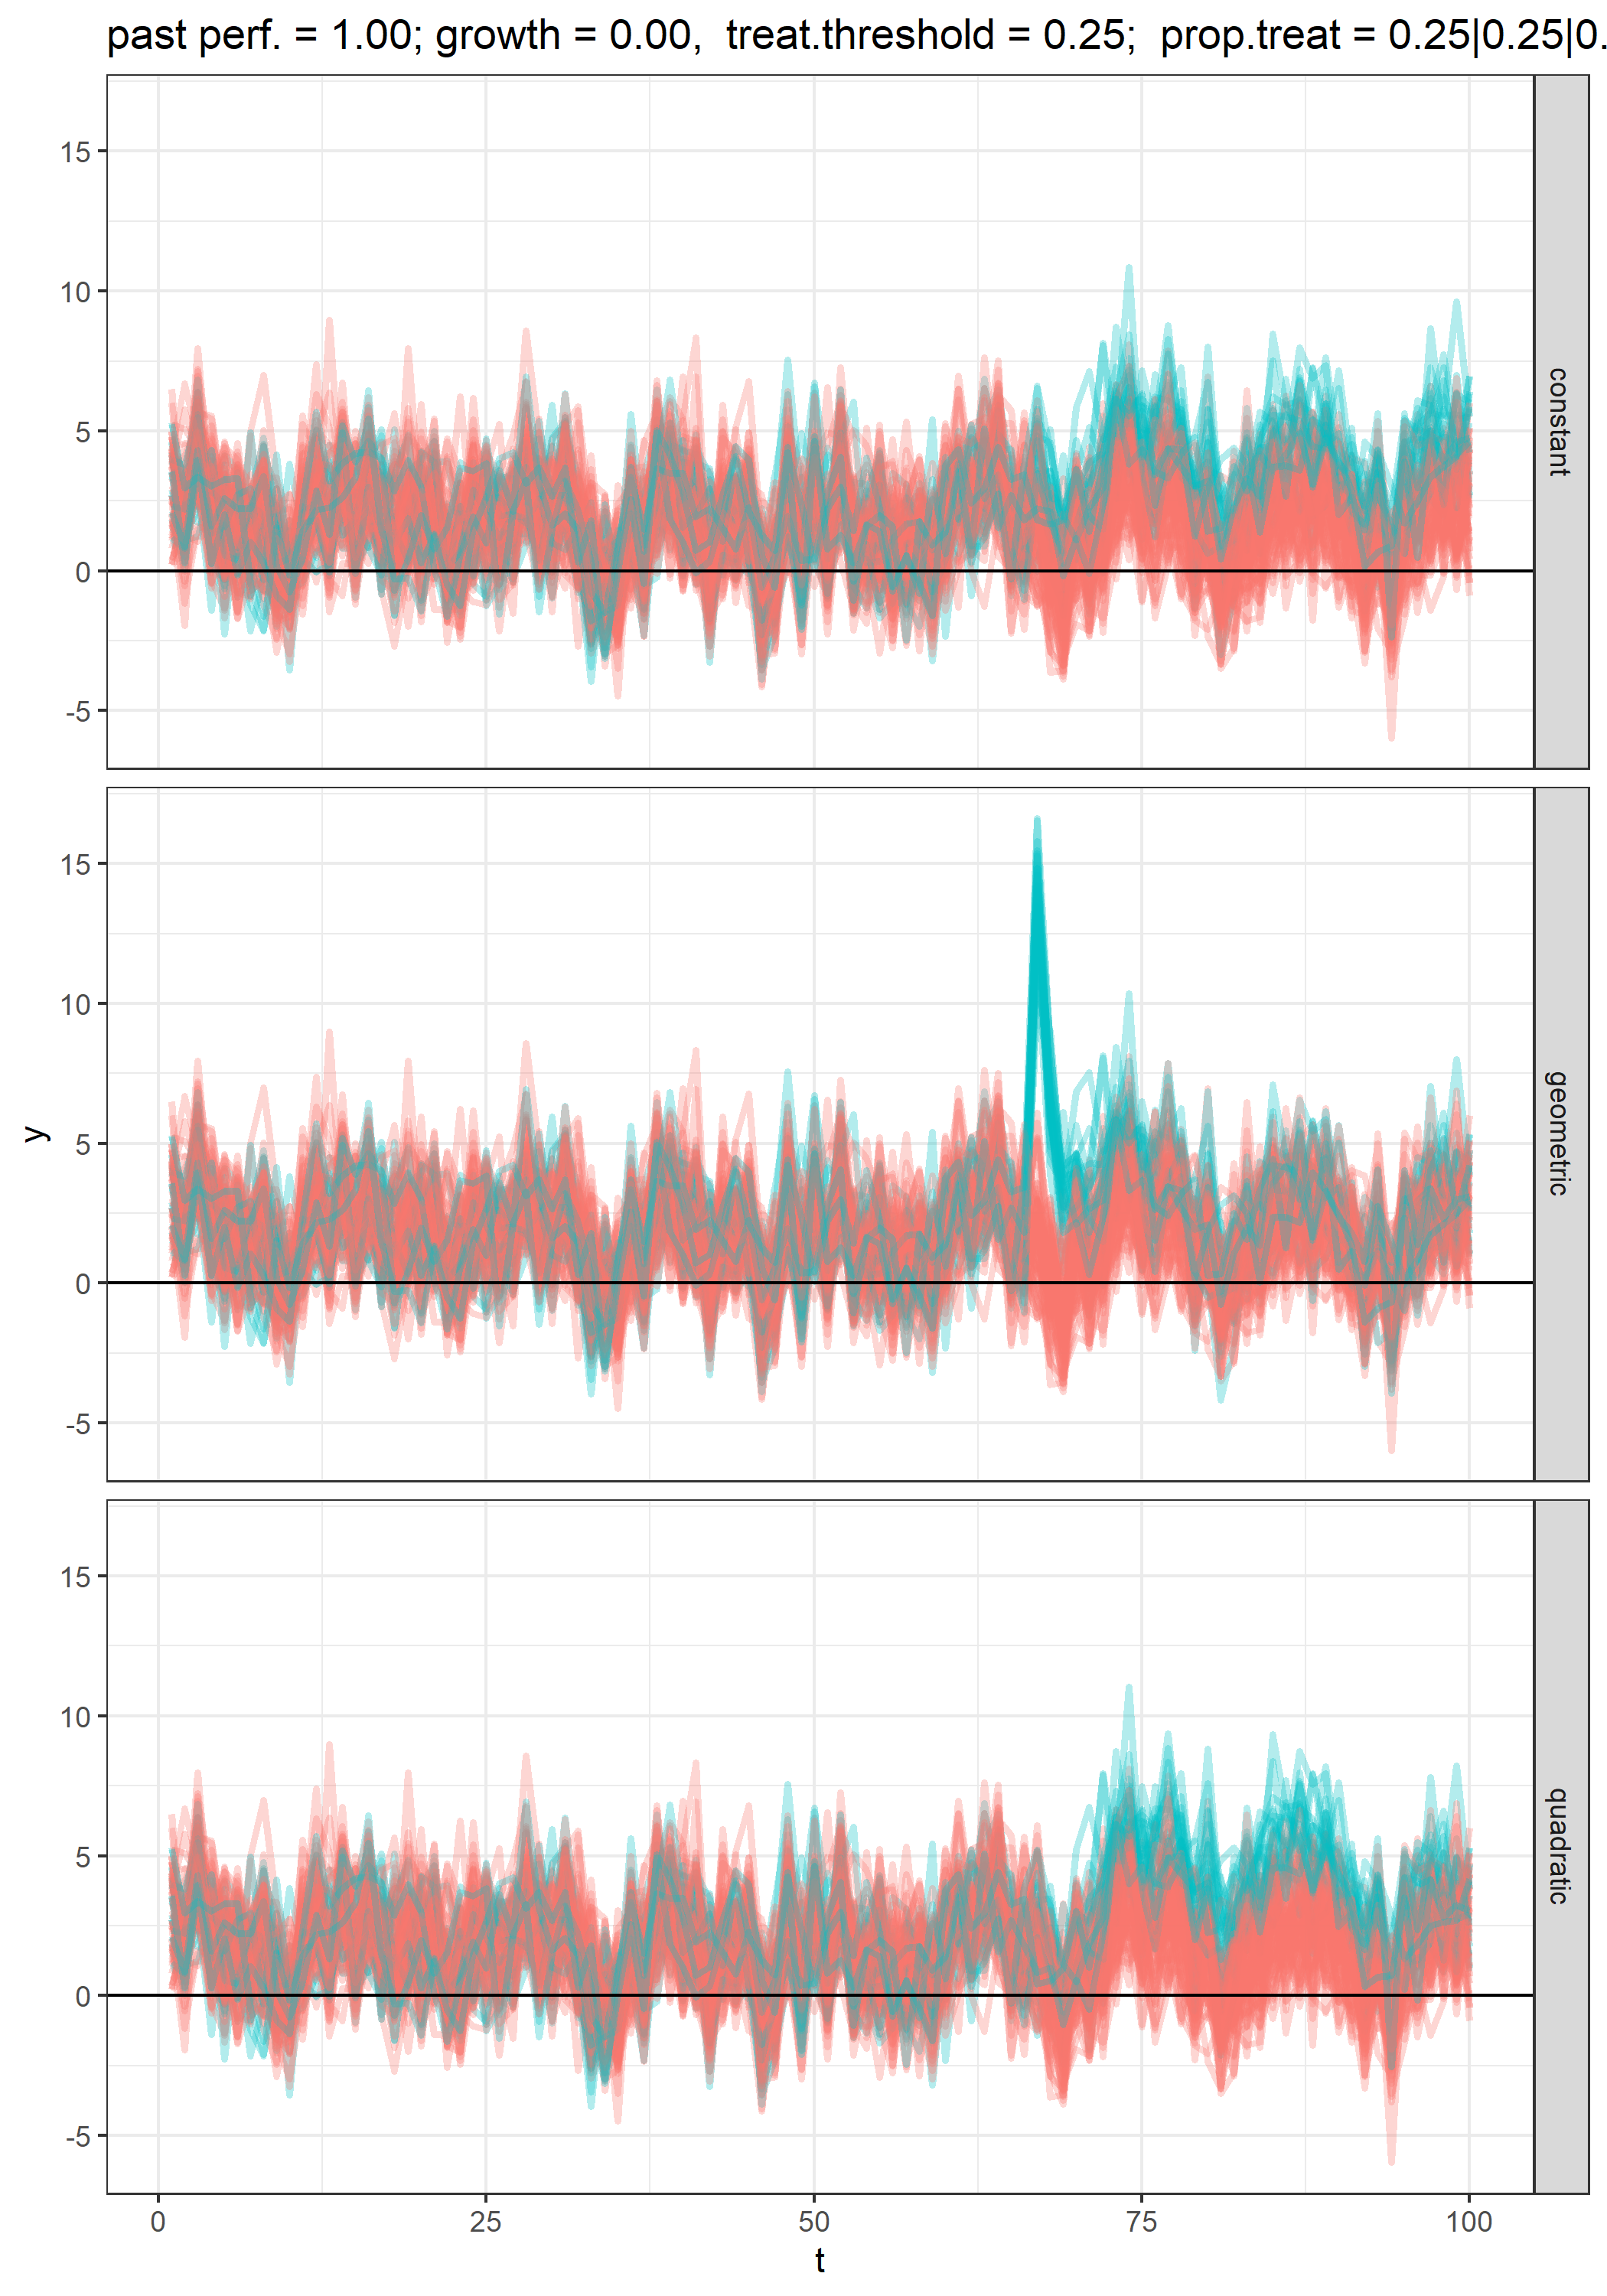 past perf. = 1.00; growth = 0.00,  treat.threshold = 0.25;  prop.treat = 0.25|0.25|0.
15
10
5
0
-5
constant
15
10
5
0
-5
geometric
y
15
10
5
0
-5
quadratic
0 25 50 75 100
t